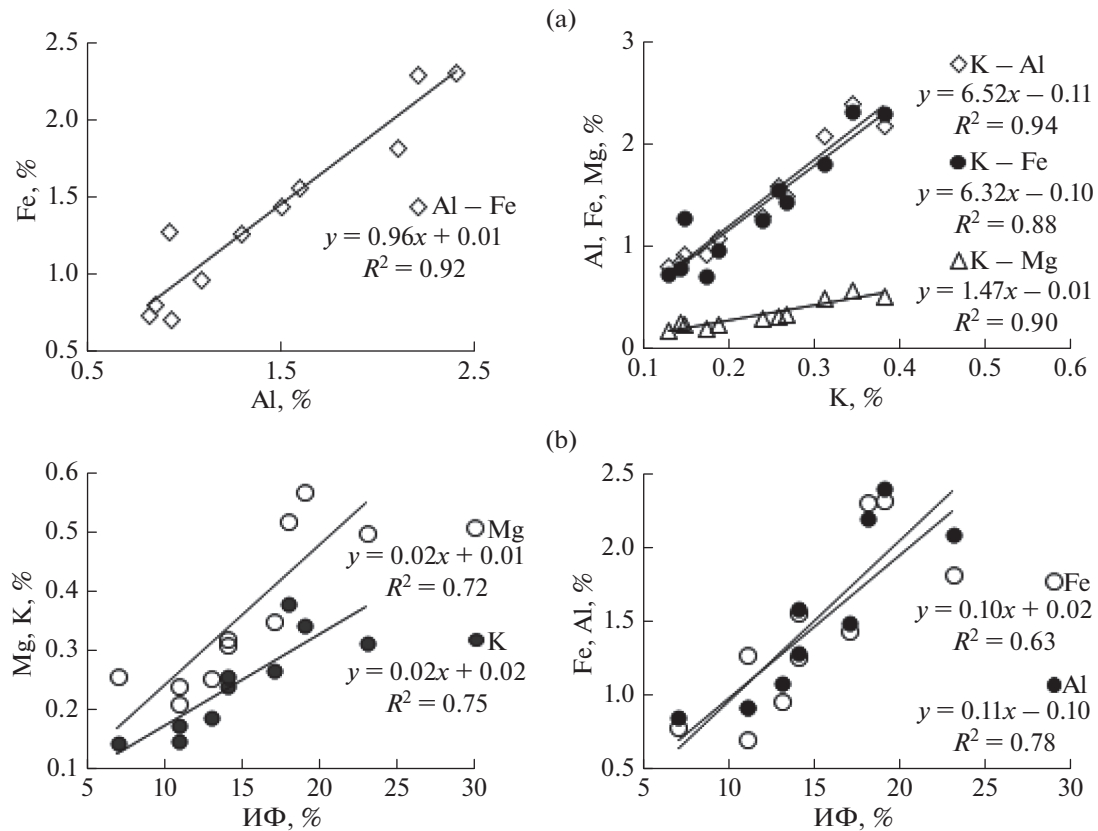 (a)
2.5
2.0
1.5
1.0
0.5
Fe, %
0.5
1.5
2.5
Al, %
Al – Fe
y = 0.96x + 0.01
R² = 0.92
3
2
1
0
Al, Fe, Mg, %
0.1
0.2
0.3
0.4
0.6
K, %
K – Al
y = 6.52x – 0.11
R² = 0.94
K – Fe
y = 6.32x – 0.10
R² = 0.88
K – Mg
y = 1.47x – 0.01
R² = 0.90
(b)
0.6
0.5
0.4
0.3
0.2
0.1
Mg, K, %
5
10
15
20
25
30
ИФ, %
Mg
y = 0.02x + 0.01
R² = 0.72
K
y = 0.02x + 0.02
R² = 0.75
2.5
2.0
1.5
1.0
0.5
Fe, Al, %
5
10
15
20
25
30
ИФ, %
Fe
y = 0.10x + 0.02
R² = 0.63
Al
y = 0.11x – 0.10
R² = 0.78